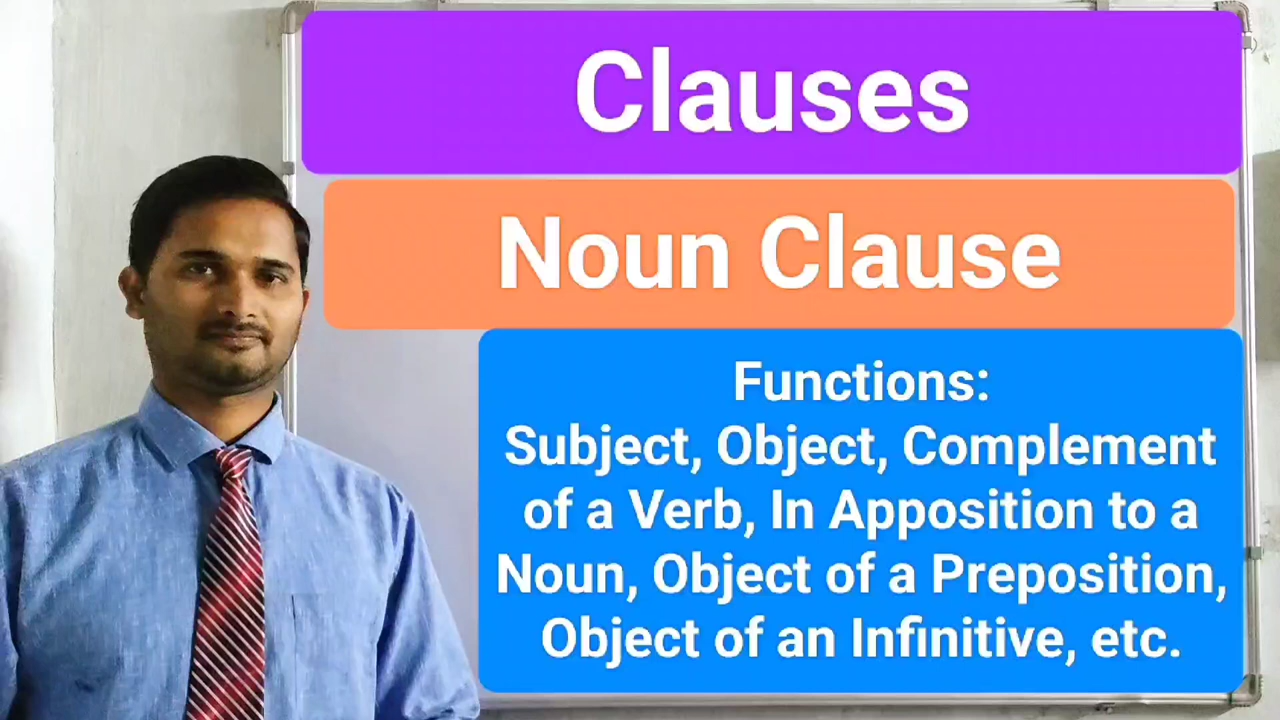 Clauses
Noun Clause
Functions:
Subject, Object, Complement
of a Verb, In Apposition to a
Noun, Object of a Preposition,
Object of an Infinitive, etc.